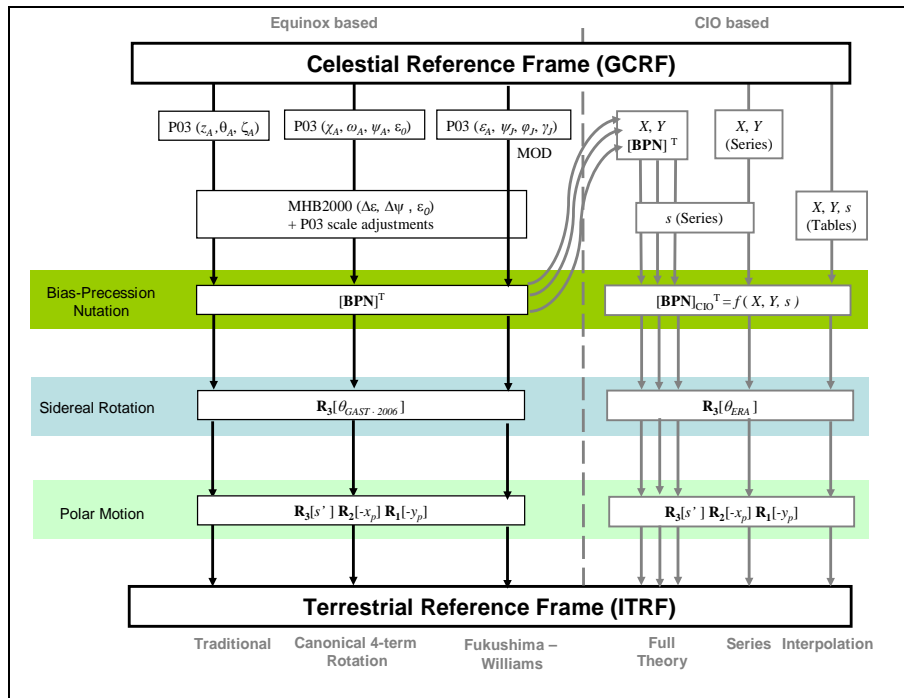 Equinox based
CIO based
Celestial Reference Frame (GCRF)
P03 (z_A, θ_A, ζ_A)
P03 (χ_A, ω_A, ψ_A, ε_0)
P03 (ε_A, ψ_J, φ_J, γ_J)
MOD
X, Y
[BPN] ^T
X, Y
(Series)
MHB2000 (Δε, Δψ , ε_0)
+ P03 scale adjustments
s (Series)
X, Y, s
(Tables)
Bias-Precession
Nutation
[BPN]^T
[BPN]_CIO^T = f ( X, Y, s )
Sidereal Rotation
R_3[θ_GAST - 2006 ]
R_3[θ_ERA ]
Polar Motion
R_3[s' ] R_2[-x_p] R_1[-y_p]
R_3[s' ] R_2[-x_p] R_1[-y_p]
Terrestrial Reference Frame (ITRF)
Traditional
Canonical 4-term
Rotation
Fukushima –
Williams
Full
Theory
Series
Interpolation